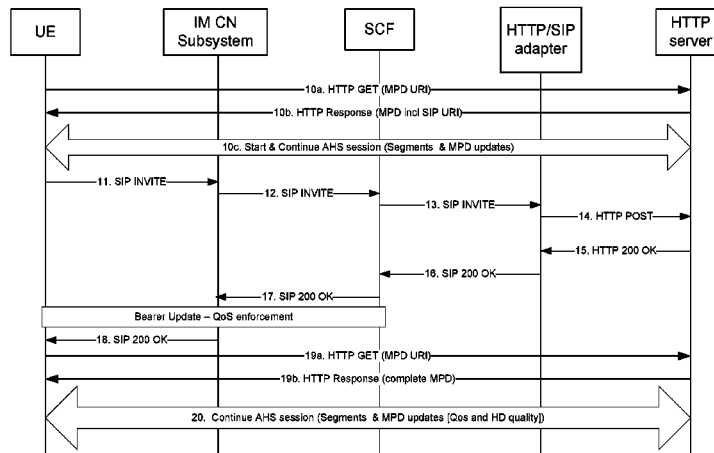 UE
IM CN
Subsystem
SCF
HTTP/SIP
adapter
HTTP
server
10a. HTTP GET (MPD URI)
10b. HTTP Response (MPD incl SIP URI)
10c. Start & Continue AHS session (Segments & MPD updates)
11. SIP INVITE
12. SIP INVITE
13. SIP INVITE
14. HTTP POST
15. HTTP 200 OK
16. SIP 200 OK
17. SIP 200 OK
Bearer Update – QoS enforcement
18. SIP 200 OK
19a. HTTP GET (MPD URI)
19b. HTTP Response (complete MPD)
20. Continue AHS session (Segments & MPD updates [Qos and HD quality])